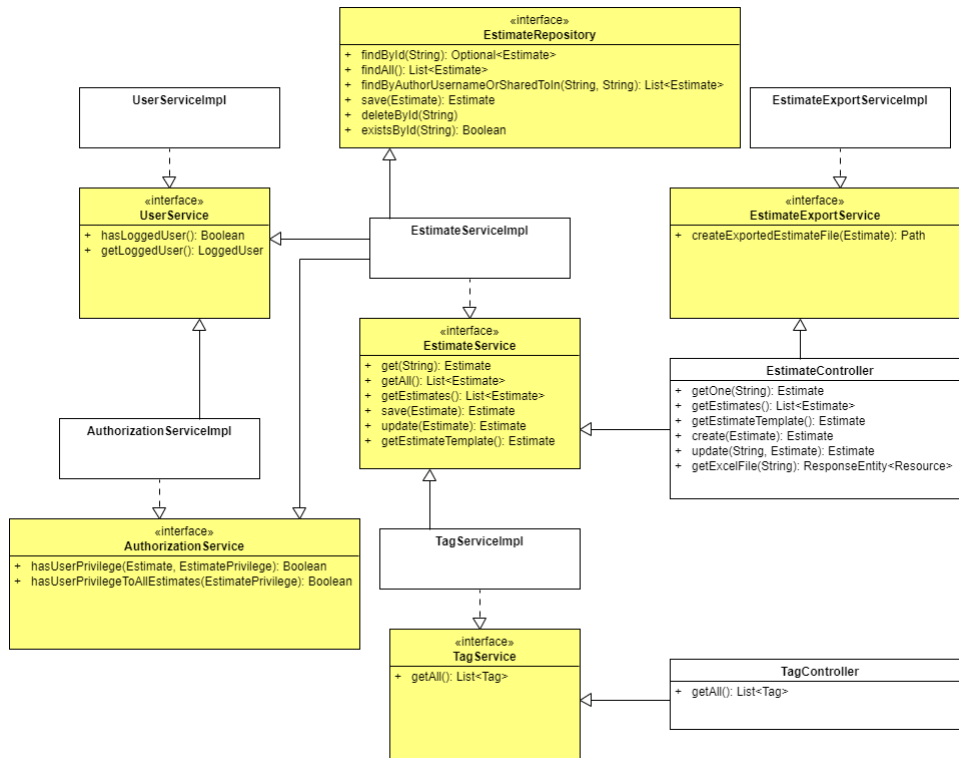 «interface»
EstimateRepository
+ findById(String): Optional<Estimate>
+ findAll(): List<Estimate>
+ findByAuthorUsernameOrSharedToIn(String, String): List<Estimate>
+ save(Estimate): Estimate
+ deleteById(String)
+ existsById(String): Boolean
UserServiceImpl
EstimateExportServiceImpl
«interface»
UserService
+ hasLoggedUser(): Boolean
+ getLoggedUser(): LoggedUser
EstimateServiceImpl
«interface»
EstimateExportService
+ createExportedEstimateFile(Estimate): Path
«interface»
EstimateService
+ get(String): Estimate
+ getAll(): List<Estimate>
+ getEstimates(): List<Estimate>
+ save(Estimate): Estimate
+ update(Estimate): Estimate
+ getEstimateTemplate(): Estimate
EstimateController
+ getOne(String): Estimate
+ getEstimates(): List<Estimate>
+ getEstimateTemplate(): Estimate
+ create(Estimate): Estimate
+ update(String, Estimate): Estimate
+ getExcelFile(String): ResponseEntity<Resource>
AuthorizationServiceImpl
«interface»
AuthorizationService
+ hasUserPrivilege(Estimate, EstimatePrivilege): Boolean
+ hasUserPrivilegeToAllEstimates(EstimatePrivilege): Boolean
TagServiceImpl
«interface»
TagService
+ getAll(): List<Tag>
TagController
+ getAll(): List<Tag>